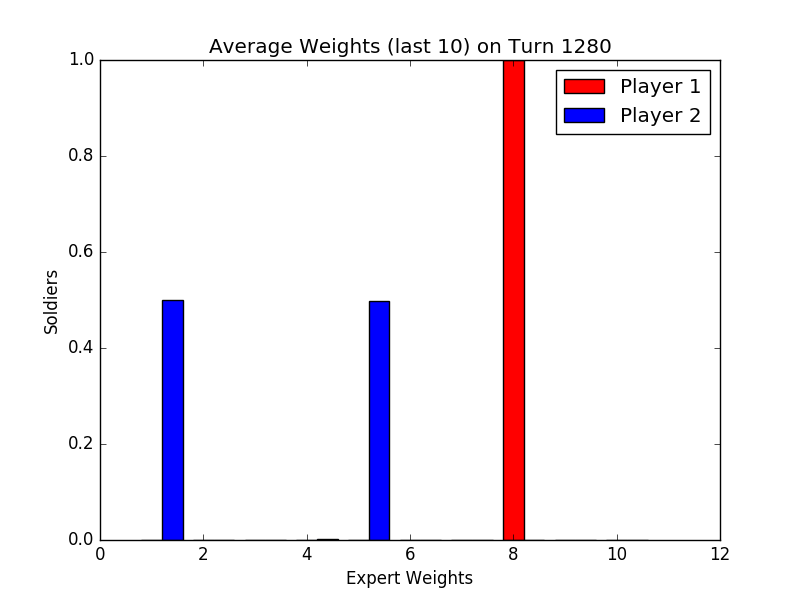 Average Weights (last 10) on Turn 1280
1.0
Player 1
Player 2
0.8
0.6
Soldiers
0.4
0.2
0.0
0 2 4 6 8 10 12
Expert Weights